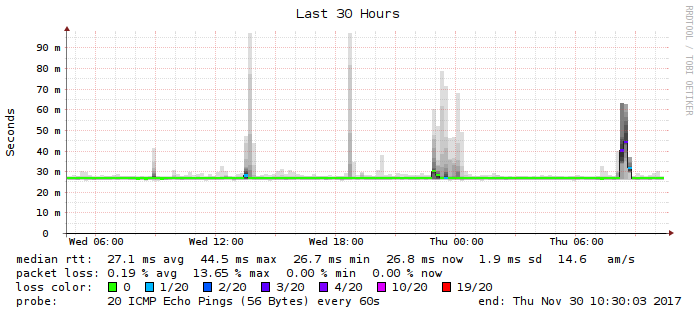 Last 30 Hours
RRDTOOL / TOBI OETIKER
Seconds
90 m
80 m
70 m
60 m
50 m
40 m
30 m
20 m
10 m
0
Wed 06:00 Wed 12:00 Wed 18:00 Thu 00:00 Thu 06:00
median rtt: 27.1 ms avg 44.5 ms max 26.7 ms min 26.8 ms now 1.9 ms sd 14.6 am/s
packet loss: 0.19 % avg 13.65 % max 0.00 % min 0.00 % now
loss color: 0 1/20 2/20 3/20 4/20 10/20 19/20
probe: 20 ICMP Echo Pings (56 Bytes) every 60s end: Thu Nov 30 10:30:03 2017